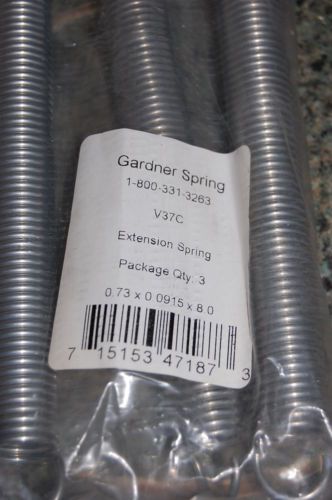 Gardner Spring
1-800-331-3263
V37C
Extension Spring
Package Qty: 3
0.73 x 0.0915 x 8.0
7 15153 47187 3